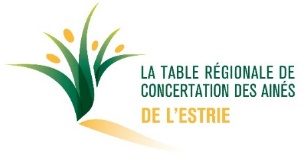 LA TABLE RÉGIONALE DE
CONCERTATION DES AINÉS
DE L'ESTRIE